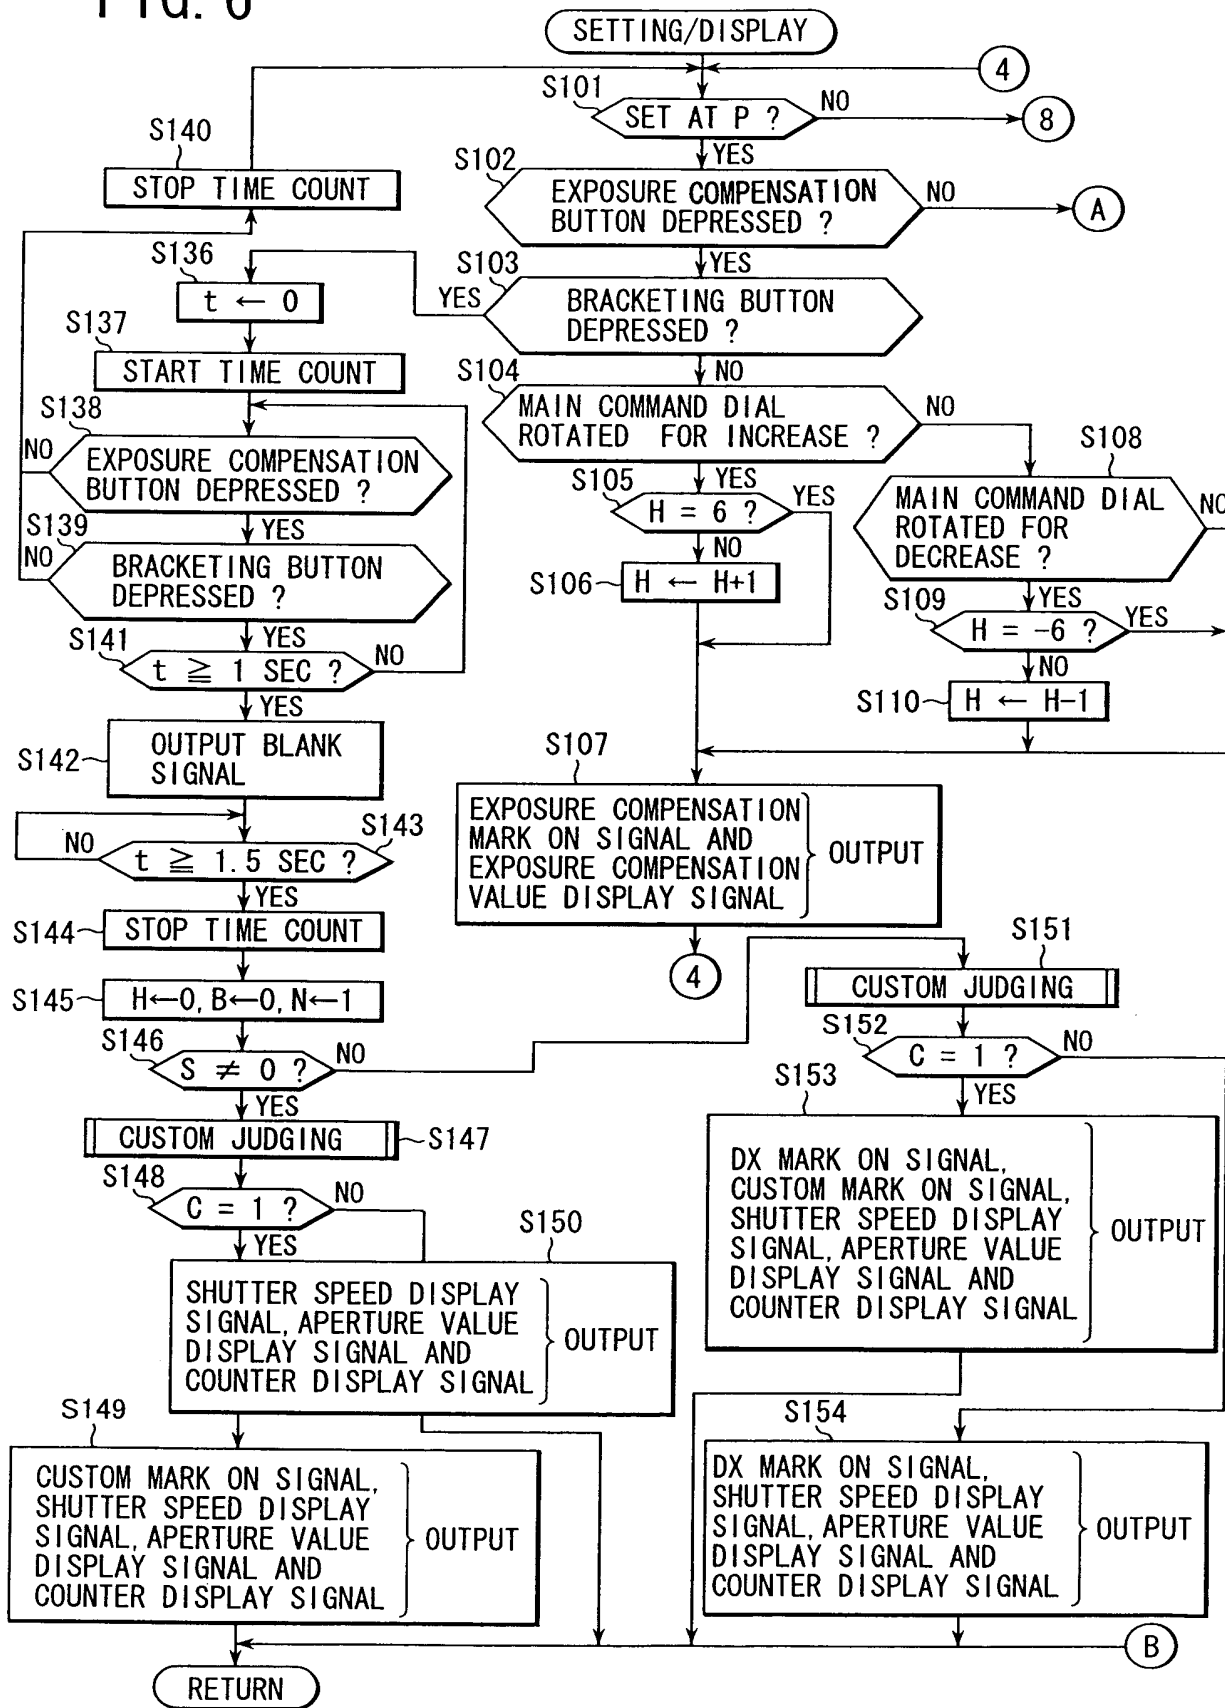 FIG. 6
SETTING/DISPLAY
4
S101
SET AT P ?
NO
8
YES
S140
STOP TIME COUNT
S102
EXPOSURE COMPENSATION
BUTTON DEPRESSED ?
NO
A
YES
S136
t ← 0
S103
YES
BRACKETING BUTTON
DEPRESSED ?
NO
S137
START TIME COUNT
S104
MAIN COMMAND DIAL
ROTATED FOR INCREASE ?
NO
YES
S138
NO
EXPOSURE COMPENSATION
BUTTON DEPRESSED ?
YES
S105
H = 6 ?
YES
NO
S106
H ← H+1
S108
MAIN COMMAND DIAL
ROTATED FOR
DECREASE ?
NO
YES
S139
NO
BRACKETING BUTTON
DEPRESSED ?
YES
S109
H = -6 ?
YES
NO
S110
H ← H-1
S141
t ≧ 1 SEC ?
NO
YES
S142
OUTPUT BLANK
SIGNAL
S107
EXPOSURE COMPENSATION
MARK ON SIGNAL AND
EXPOSURE COMPENSATION
VALUE DISPLAY SIGNAL
OUTPUT
4
S143
NO
t ≧ 1.5 SEC ?
YES
S144
STOP TIME COUNT
S145
H←0, B←0, N←1
S146
S ≠ 0 ?
NO
YES
S147
CUSTOM JUDGING
S148
C = 1 ?
NO
YES
S150
SHUTTER SPEED DISPLAY
SIGNAL, APERTURE VALUE
DISPLAY SIGNAL AND
COUNTER DISPLAY SIGNAL
OUTPUT
S149
CUSTOM MARK ON SIGNAL,
SHUTTER SPEED DISPLAY
SIGNAL, APERTURE VALUE
DISPLAY SIGNAL AND
COUNTER DISPLAY SIGNAL
OUTPUT
S151
CUSTOM JUDGING
S152
C = 1 ?
NO
YES
S153
DX MARK ON SIGNAL,
CUSTOM MARK ON SIGNAL,
SHUTTER SPEED DISPLAY
SIGNAL, APERTURE VALUE
DISPLAY SIGNAL AND
COUNTER DISPLAY SIGNAL
OUTPUT
S154
DX MARK ON SIGNAL,
SHUTTER SPEED DISPLAY
SIGNAL, APERTURE VALUE
DISPLAY SIGNAL AND
COUNTER DISPLAY SIGNAL
OUTPUT
B
RETURN